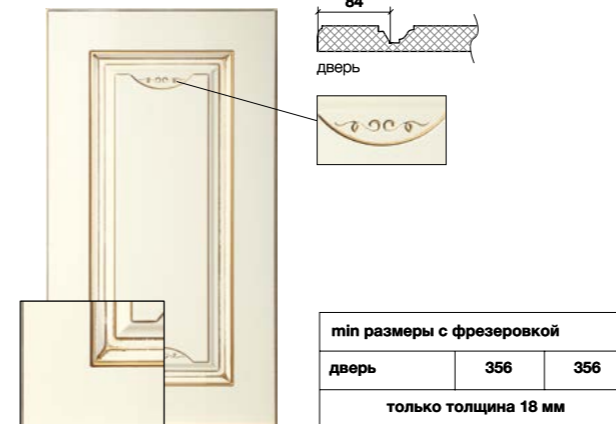 84
дверь
min размеры с фрезеровкой
дверь 356 356
только толщина 18 мм